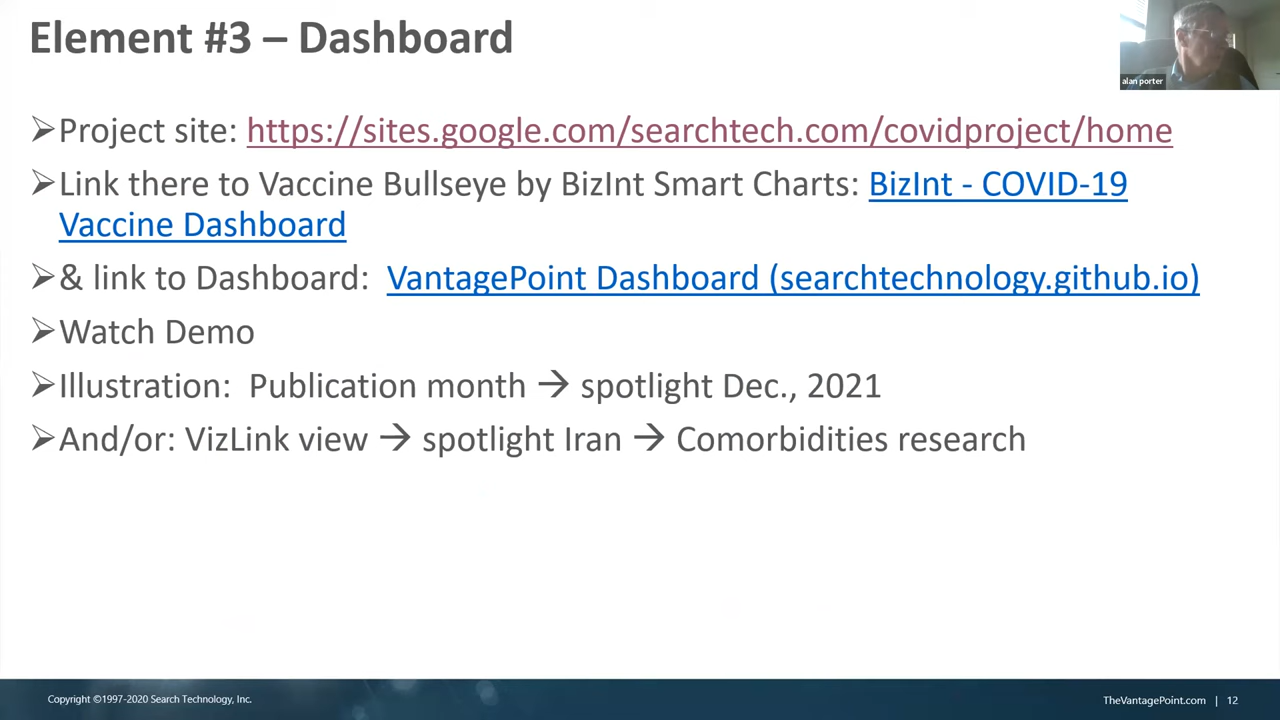 Element #3 – Dashboard
alan porter
➢Project site: https://sites.google.com/searchtech.com/covidproject/home
➢Link there to Vaccine Bullseye by BizInt Smart Charts: BizInt - COVID-19
Vaccine Dashboard
➢& link to Dashboard: VantagePoint Dashboard (searchtechnology.github.io)
➢Watch Demo
➢Illustration: Publication month → spotlight Dec., 2021
➢And/or: VizLink view → spotlight Iran → Comorbidities research
Copyright ©1997-2020 Search Technology, Inc.
TheVantagePoint.com | 12